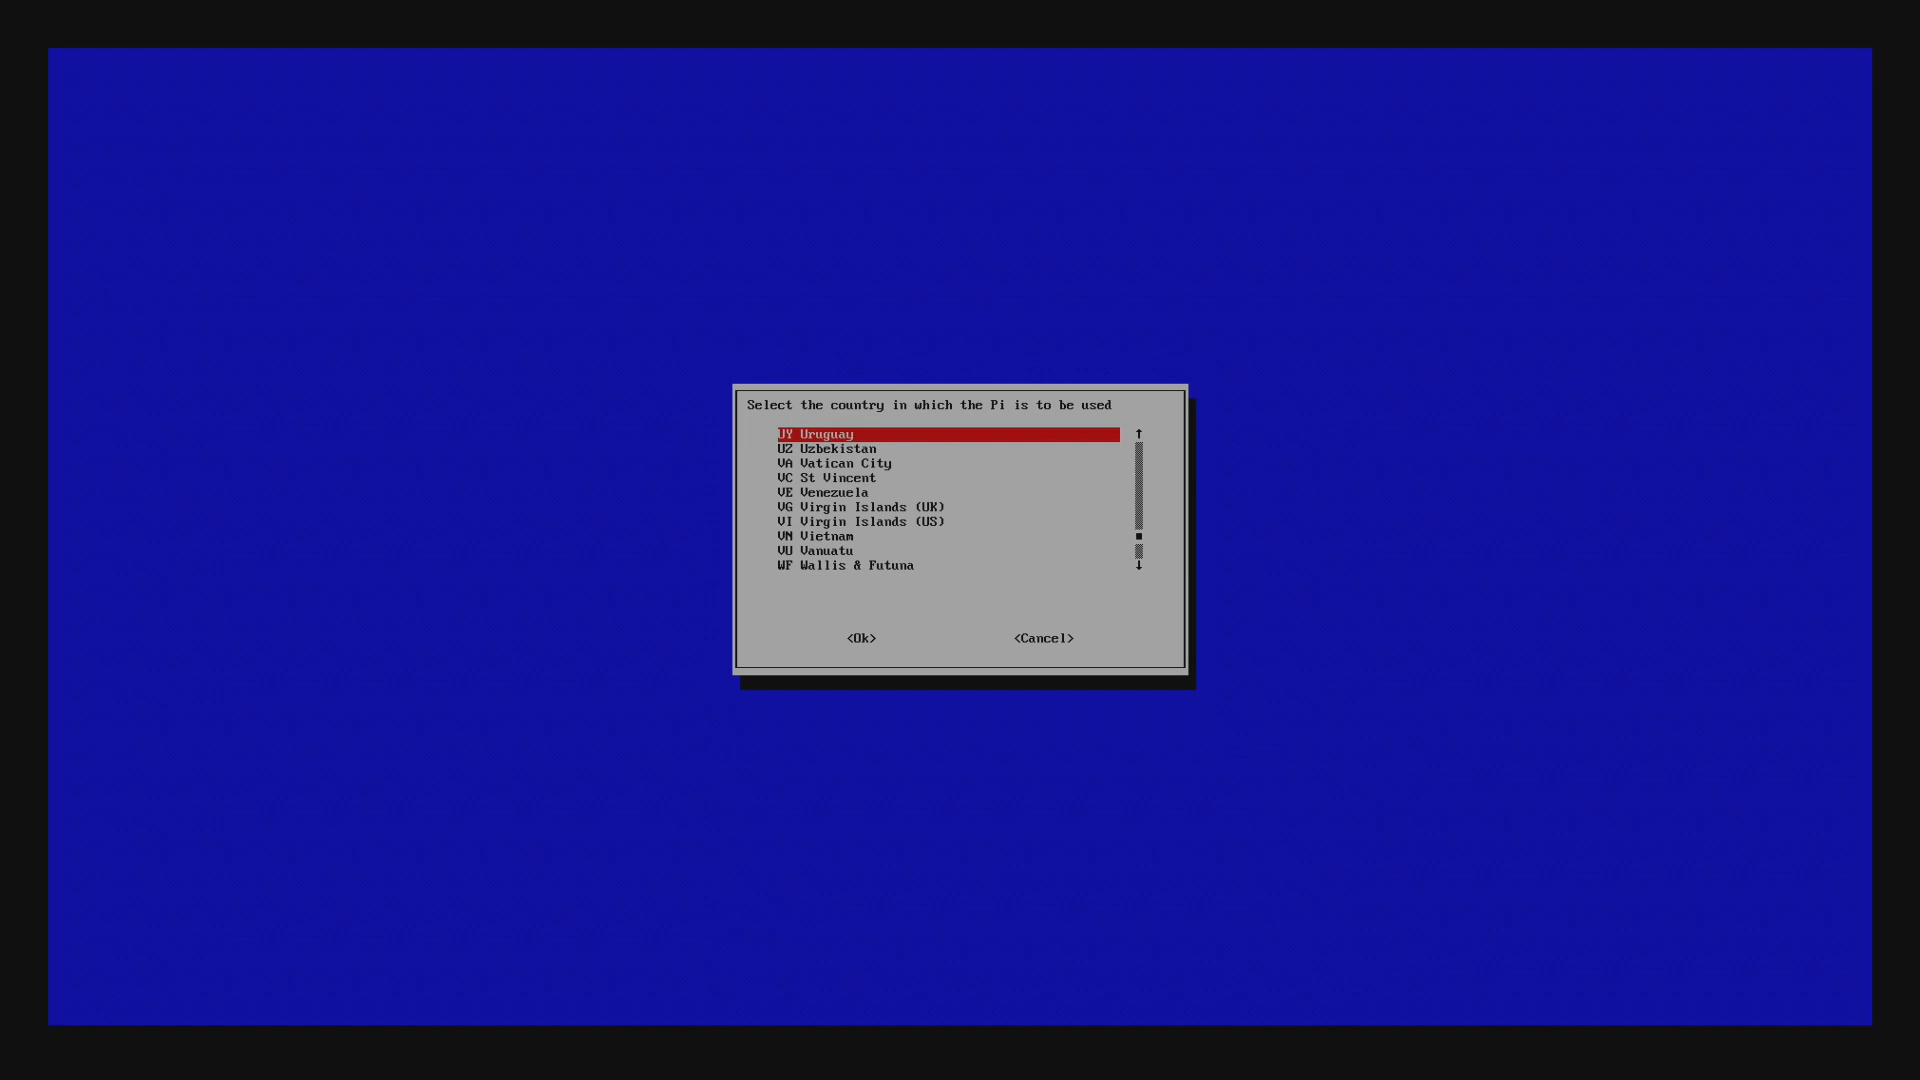 Select the country in which the Pi is to be used
UY Uruguay
↑
UZ Uzbekistan
VA Vatican City
VC St Vincent
VE Venezuela
VG Virgin Islands (UK)
VI Virgin Islands (US)
VN Vietnam
VU Vanuatu
WF Wallis & Futuna
↓
<Ok> <Cancel>